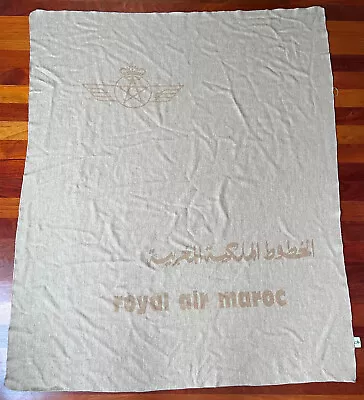 الخطوط الملكية المغربية
royal air maroc